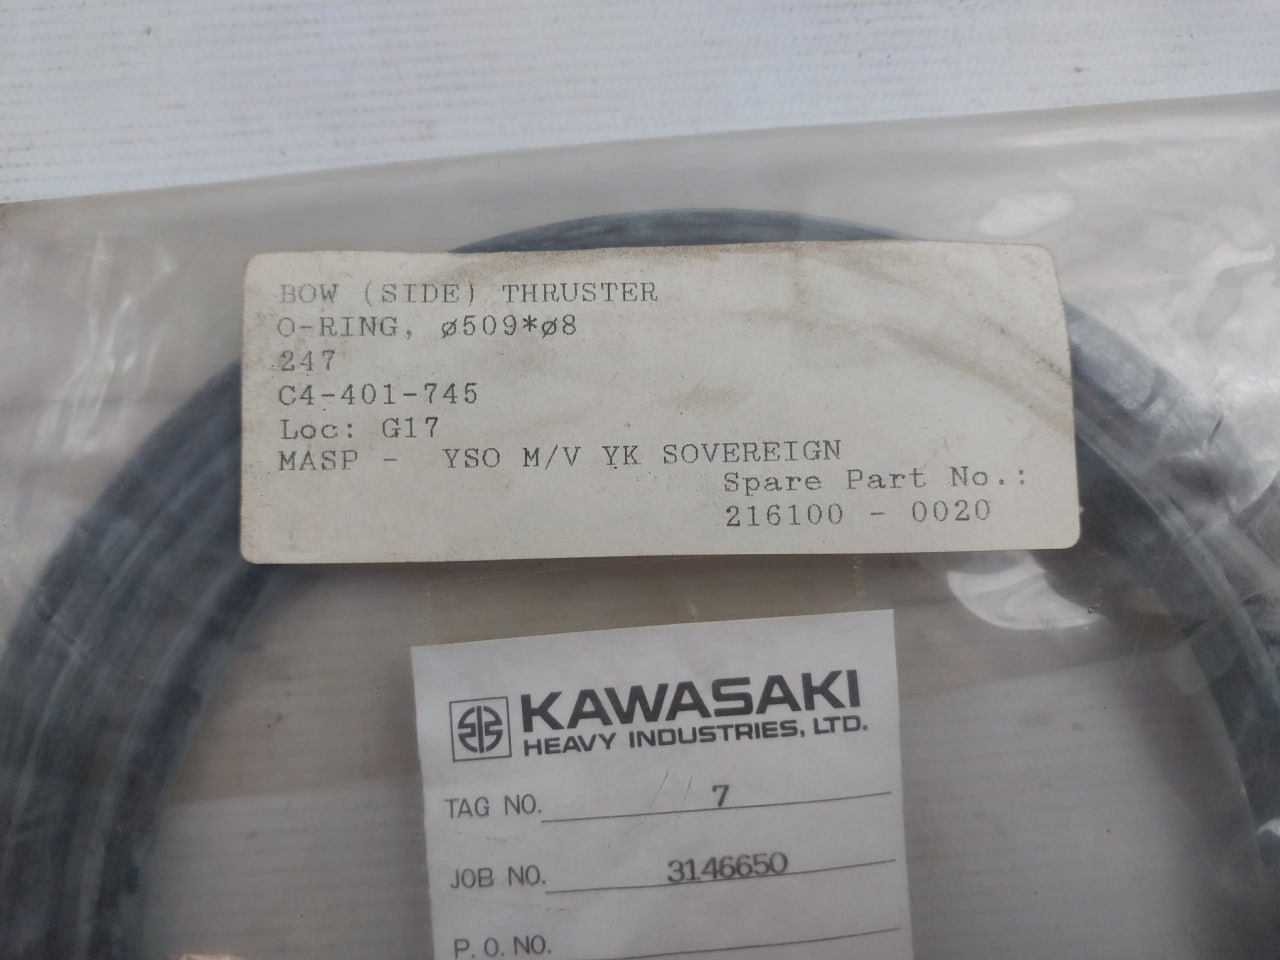 BOW (SIDE) THRUSTER
O-RING, ø509*ø8
247
C4-401-745
Loc: G17
MASP - YSO M/V YK SOVEREIGN
Spare Part No.:
216100 - 0020
KAWASAKI
HEAVY INDUSTRIES, LTD.
TAG NO. 7
JOB NO. 3146650
P.O. NO.